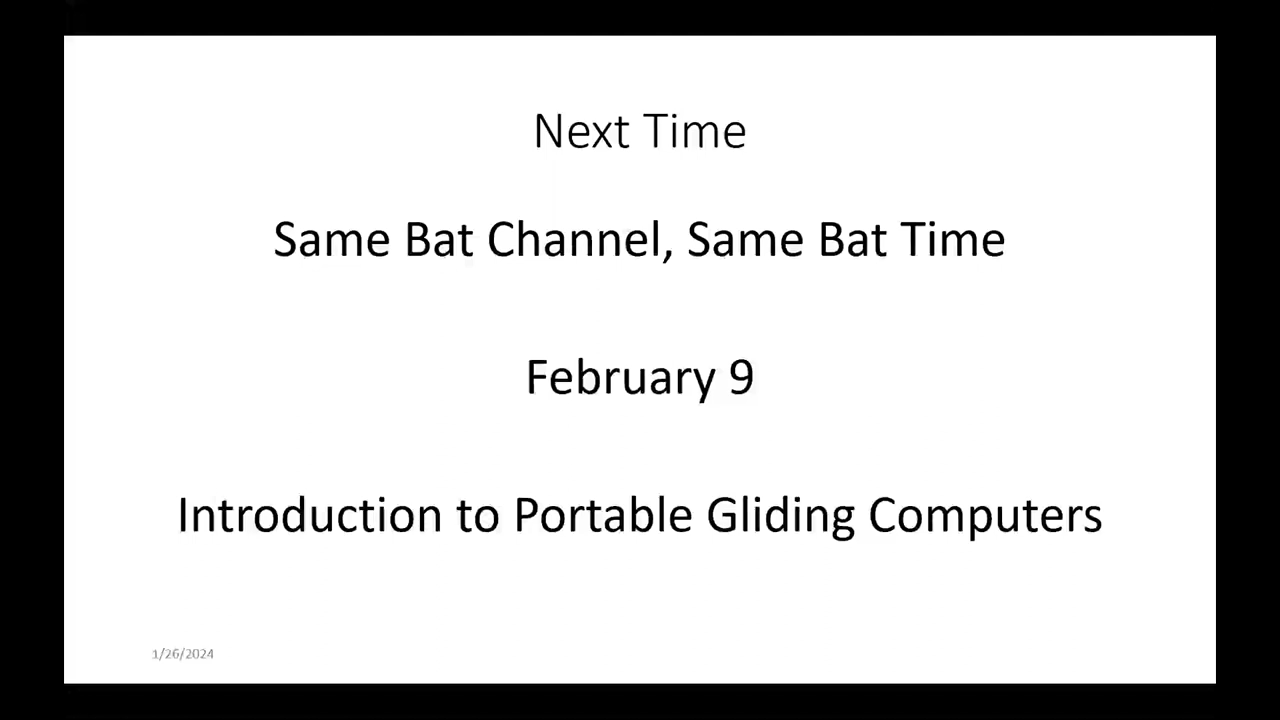 Next Time
Same Bat Channel, Same Bat Time
February 9
Introduction to Portable Gliding Computers
1/26/2024